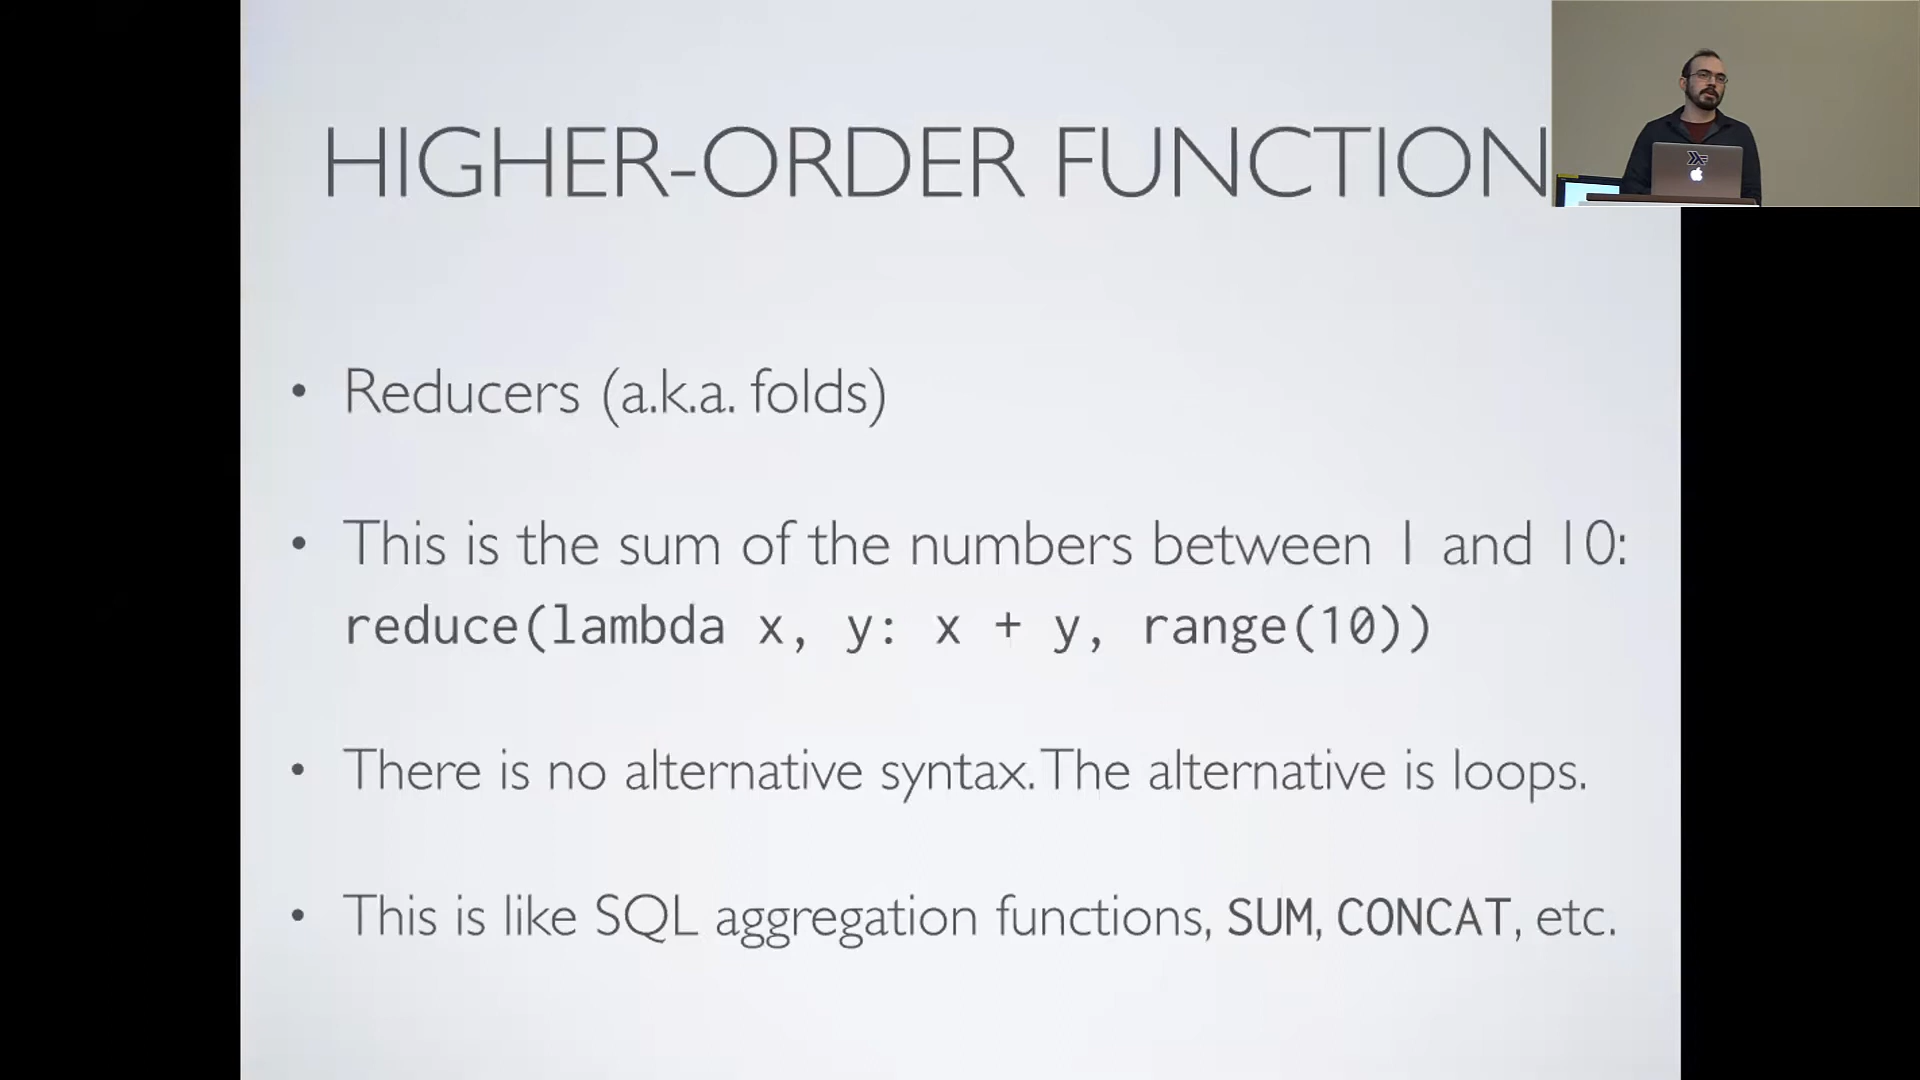 HIGHER-ORDER FUNCTION
• Reducers (a.k.a. folds)
• This is the sum of the numbers between 1 and 10:
reduce(lambda x, y: x + y, range(10))
• There is no alternative syntax. The alternative is loops.
• This is like SQL aggregation functions, SUM, CONCAT, etc.